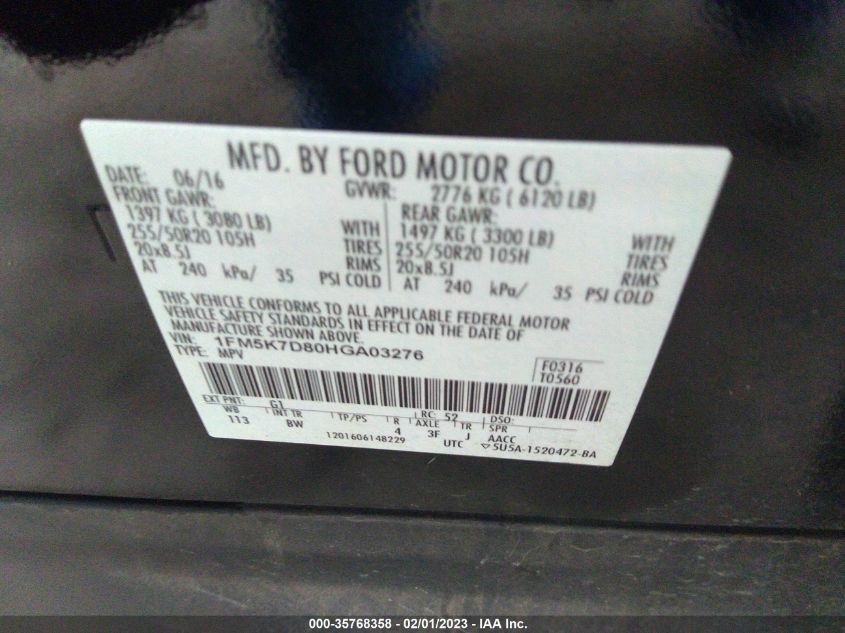 MFD. BY FORD MOTOR CO.
DATE: 06/16 GVWR: 2776 KG ( 6120 LB)
FRONT GAWR: REAR GAWR:
1397 KG ( 3080 LB) WITH 1497 KG ( 3300 LB) WITH
255/50R20 105H TIRES 255/50R20 105H TIRES
20x8.5J RIMS 20x8.5J RIMS
AT 240 kPa/ 35 PSI COLD AT 240 kPa/ 35 PSI COLD
THIS VEHICLE CONFORMS TO ALL APPLICABLE FEDERAL MOTOR
VEHICLE SAFETY STANDARDS IN EFFECT ON THE DATE OF
MANUFACTURE SHOWN ABOVE.
VIN: 1FM5K7D80HGA03276
TYPE: MPV
F0316
T0560
EXT PNT: G1 RC: 52 DSO:
WB INT TR TP/PS R AXLE TR SPR
113 BW 4 3F J AACC
1201606148229 UTC ▽5U5A-1520472-BA
000-35768358 - 02/01/2023 - IAA Inc.